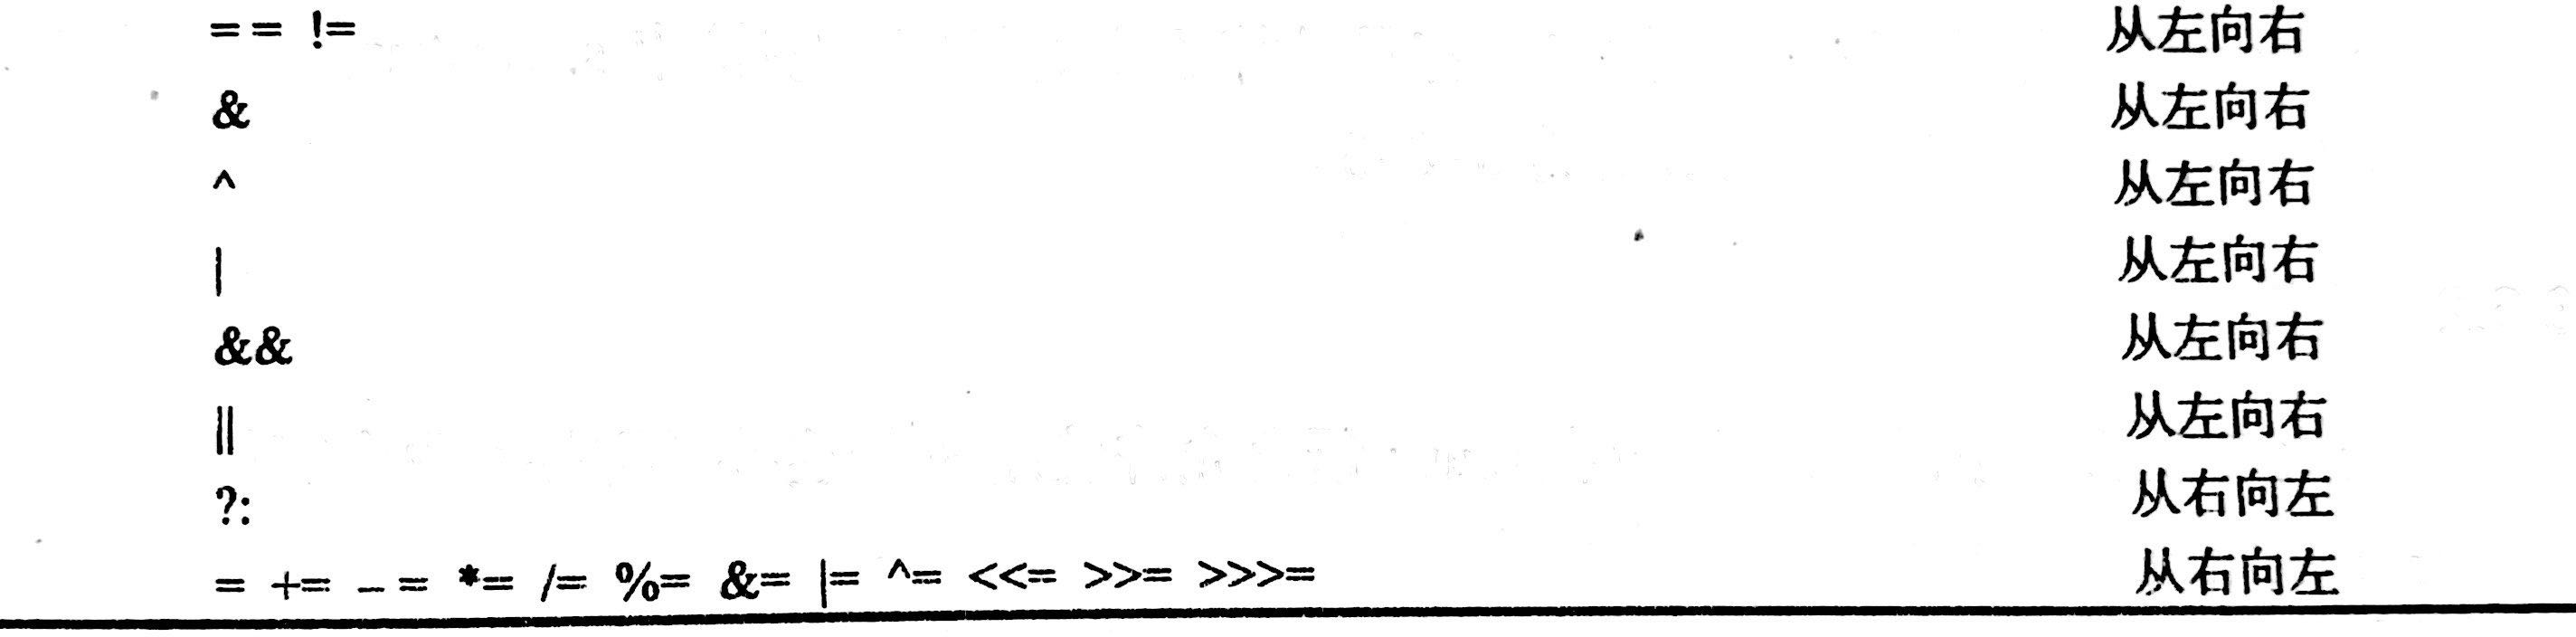 == != 从左向右
& 从左向右
^ 从左向右
| 从左向右
&& 从左向右
|| 从左向右
?: 从右向左
= += -= *= /= %= &= |= ^= <<= >>= >>>= 从右向左